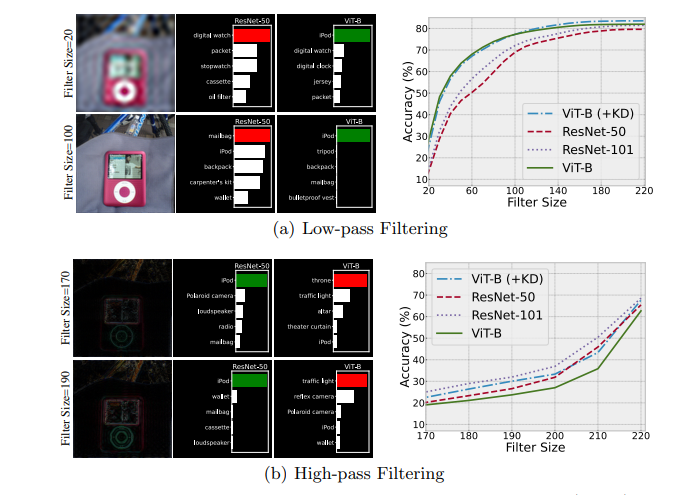 Filter Size=20
ResNet-50
digital watch
packet
stopwatch
cassette
oil filter
ViT-B
iPod
digital watch
digital clock
jersey
packet
Filter Size=100
mailbag
iPod
backpack
carpenter's kit
wallet
iPod
tripod
backpack
mailbag
bulletproof vest
Accuracy (%)
80
70
60
50
40
30
20
10
ViT-B (+KD)
ResNet-50
ResNet-101
ViT-B
20 60 100 140 180 220
Filter Size
(a) Low-pass Filtering
Filter Size=170
ResNet-50
iPod
Polaroid camera
loudspeaker
radio
mailbag
ViT-B
throne
traffic light
altar
theater curtain
iPod
Filter Size=190
ResNet-50
iPod
wallet
mailbag
cassette
loudspeaker
ViT-B
traffic light
reflex camera
Polaroid camera
iPod
wallet
Accuracy (%)
80
70
60
50
40
30
20
10
ViT-B (+KD)
ResNet-50
ResNet-101
ViT-B
170 180 190 200 210 220
Filter Size
(b) High-pass Filtering